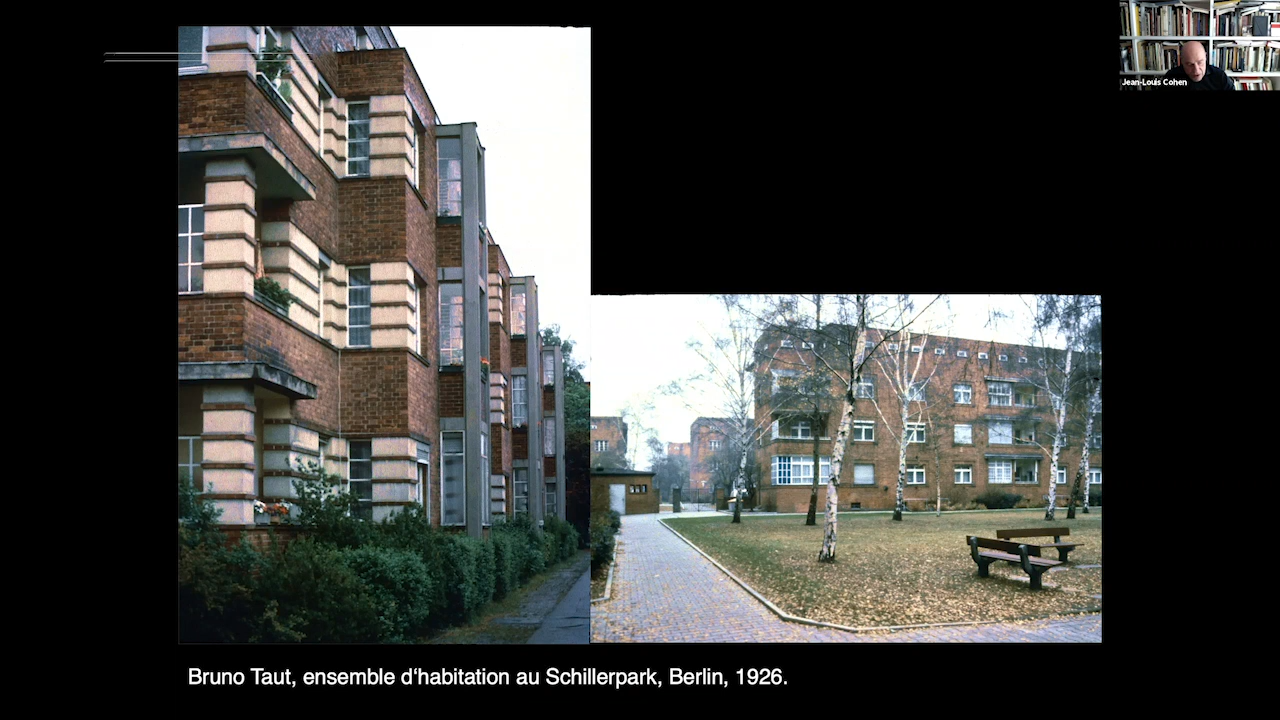 Jean-Louis Cohen
Bruno Taut, ensemble d‘habitation au Schillerpark, Berlin, 1926.